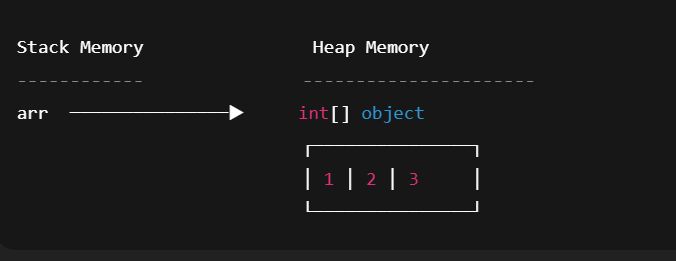 Stack Memory Heap Memory
------------ ----------------------
arr int[] object
1 | 2 | 3